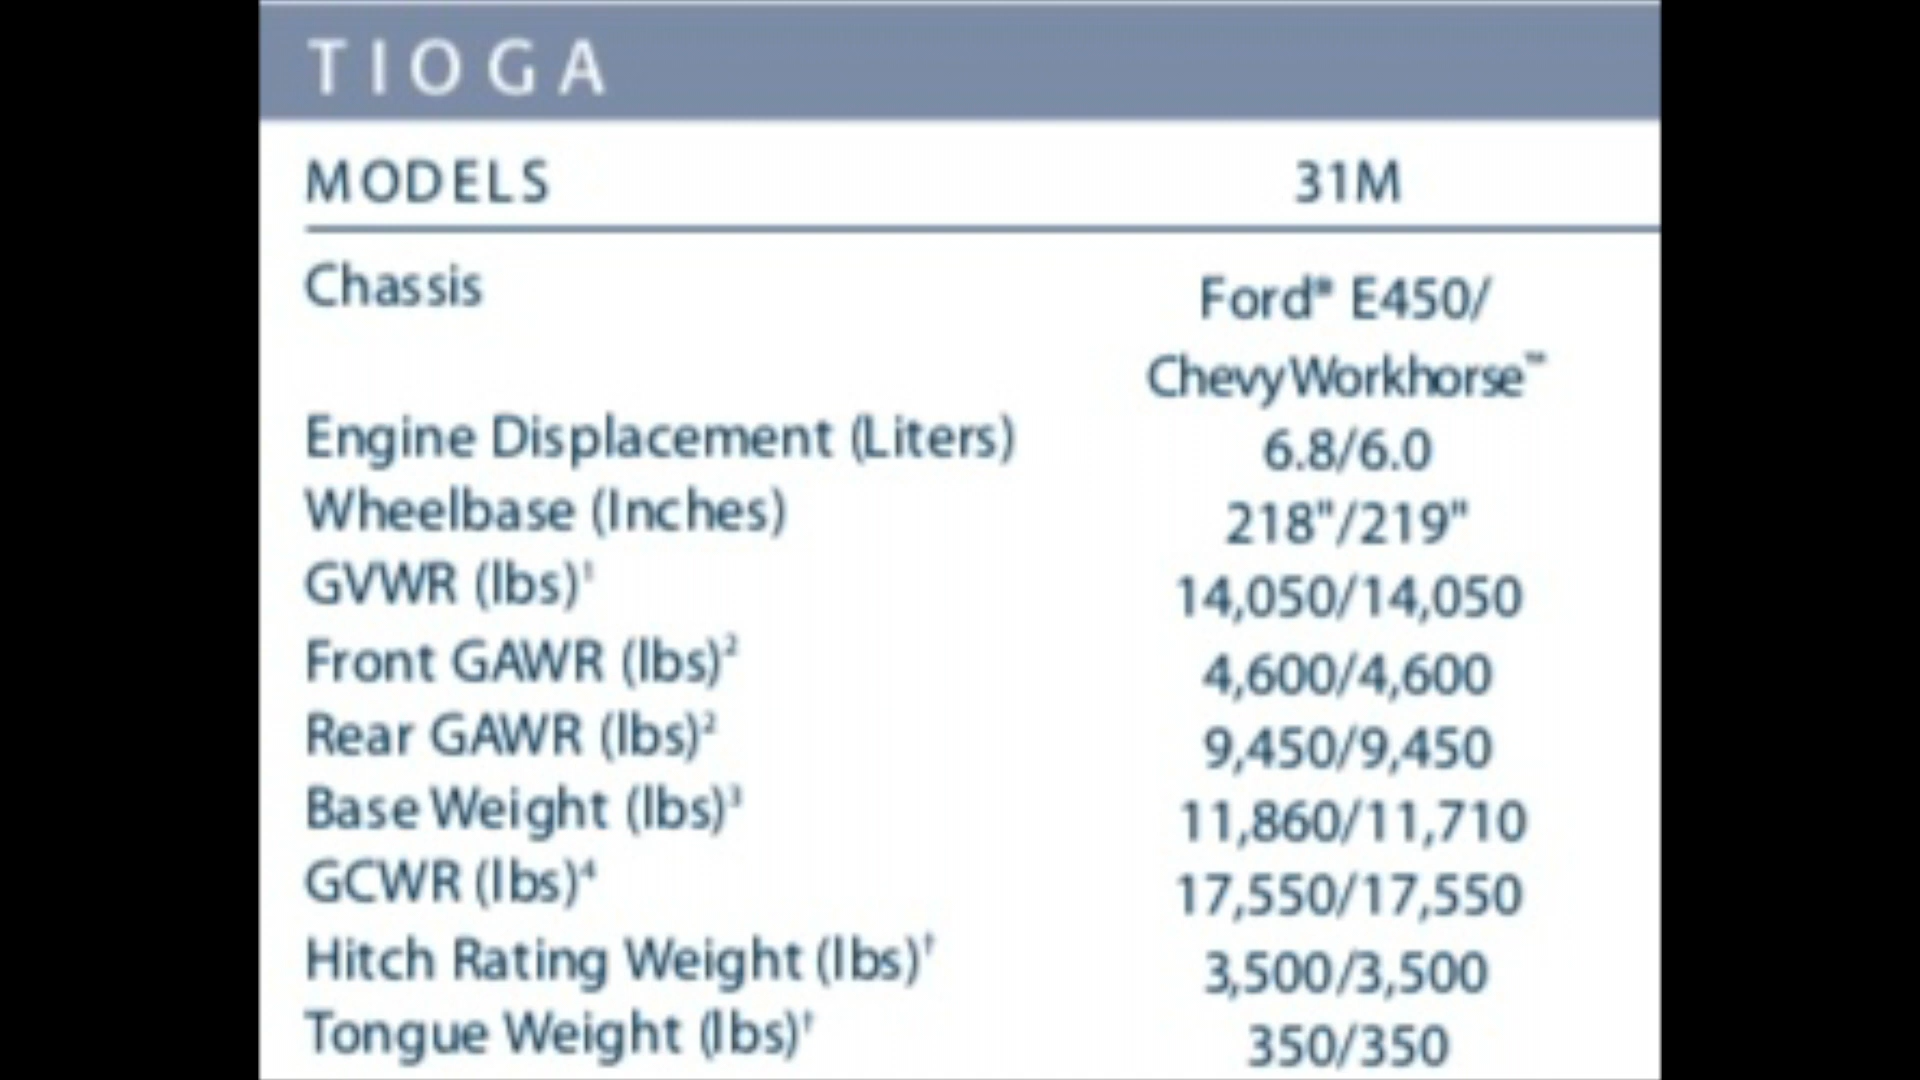 TIOGA
MODELS 31M
Chassis Ford® E450/
Chevy Workhorse™
Engine Displacement (Liters) 6.8/6.0
Wheelbase (Inches) 218"/219"
GVWR (lbs)¹ 14,050/14,050
Front GAWR (lbs)² 4,600/4,600
Rear GAWR (lbs)² 9,450/9,450
Base Weight (lbs)³ 11,860/11,710
GCWR (lbs)⁴ 17,550/17,550
Hitch Rating Weight (lbs)† 3,500/3,500
Tongue Weight (lbs)† 350/350